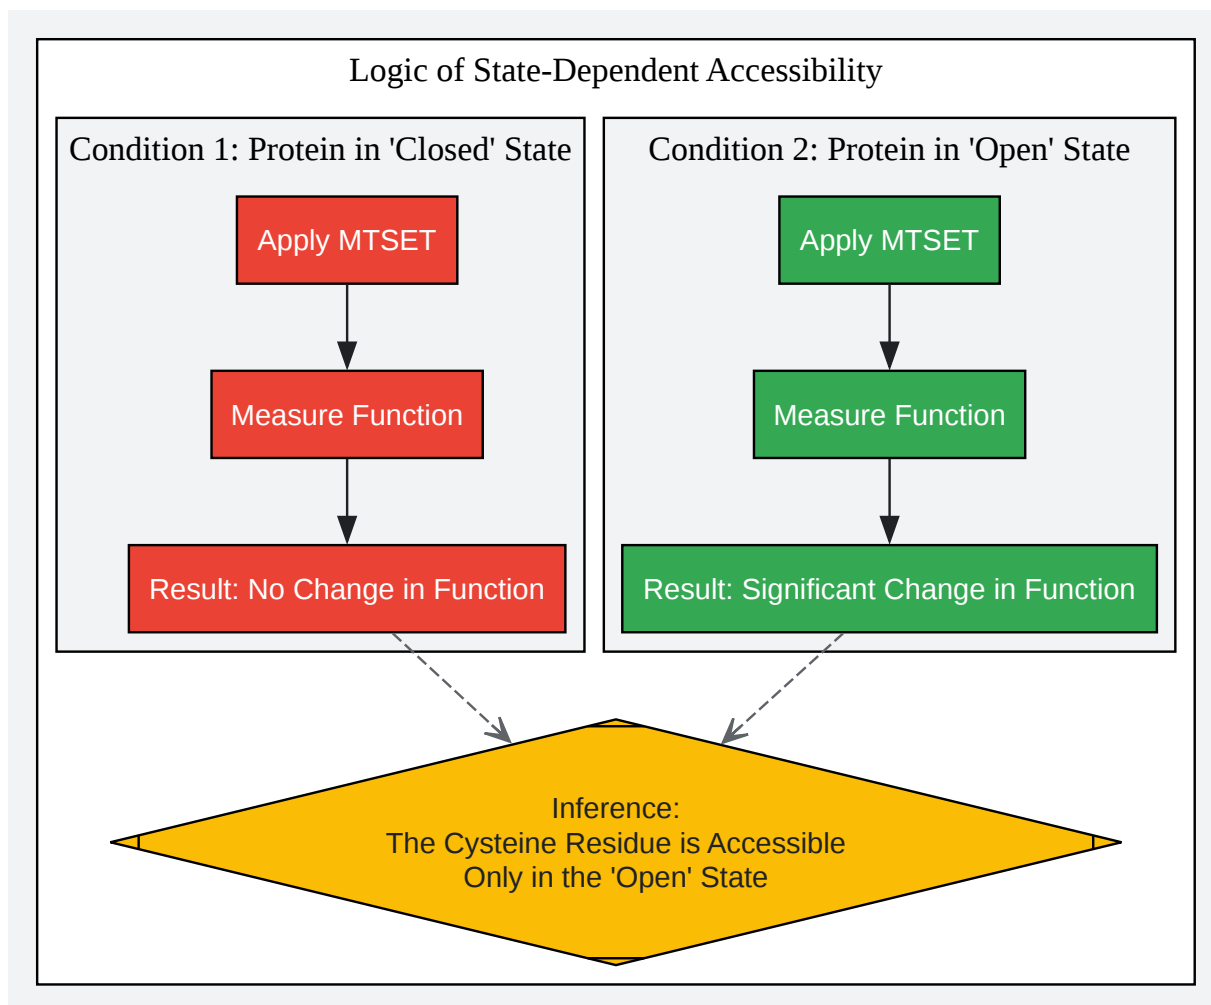 Logic of State-Dependent Accessibility
Condition 1: Protein in 'Closed' State
Apply MTSET
Measure Function
Result: No Change in Function
Condition 2: Protein in 'Open' State
Apply MTSET
Measure Function
Result: Significant Change in Function
Inference:
The Cysteine Residue is Accessible
Only in the 'Open' State